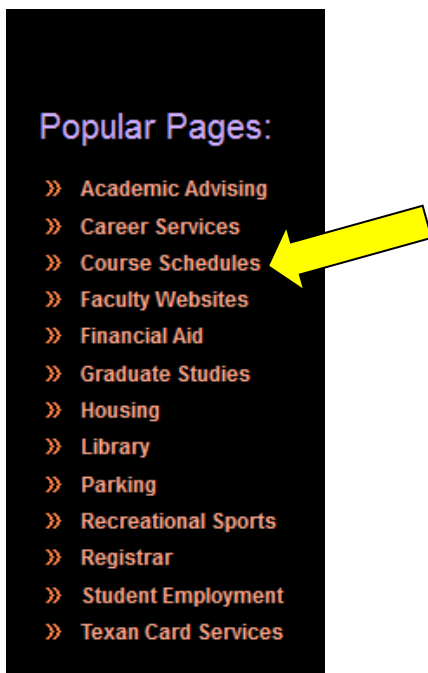 Popular Pages:
» Academic Advising
» Career Services
» Course Schedules
» Faculty Websites
» Financial Aid
» Graduate Studies
» Housing
» Library
» Parking
» Recreational Sports
» Registrar
» Student Employment
» Texan Card Services